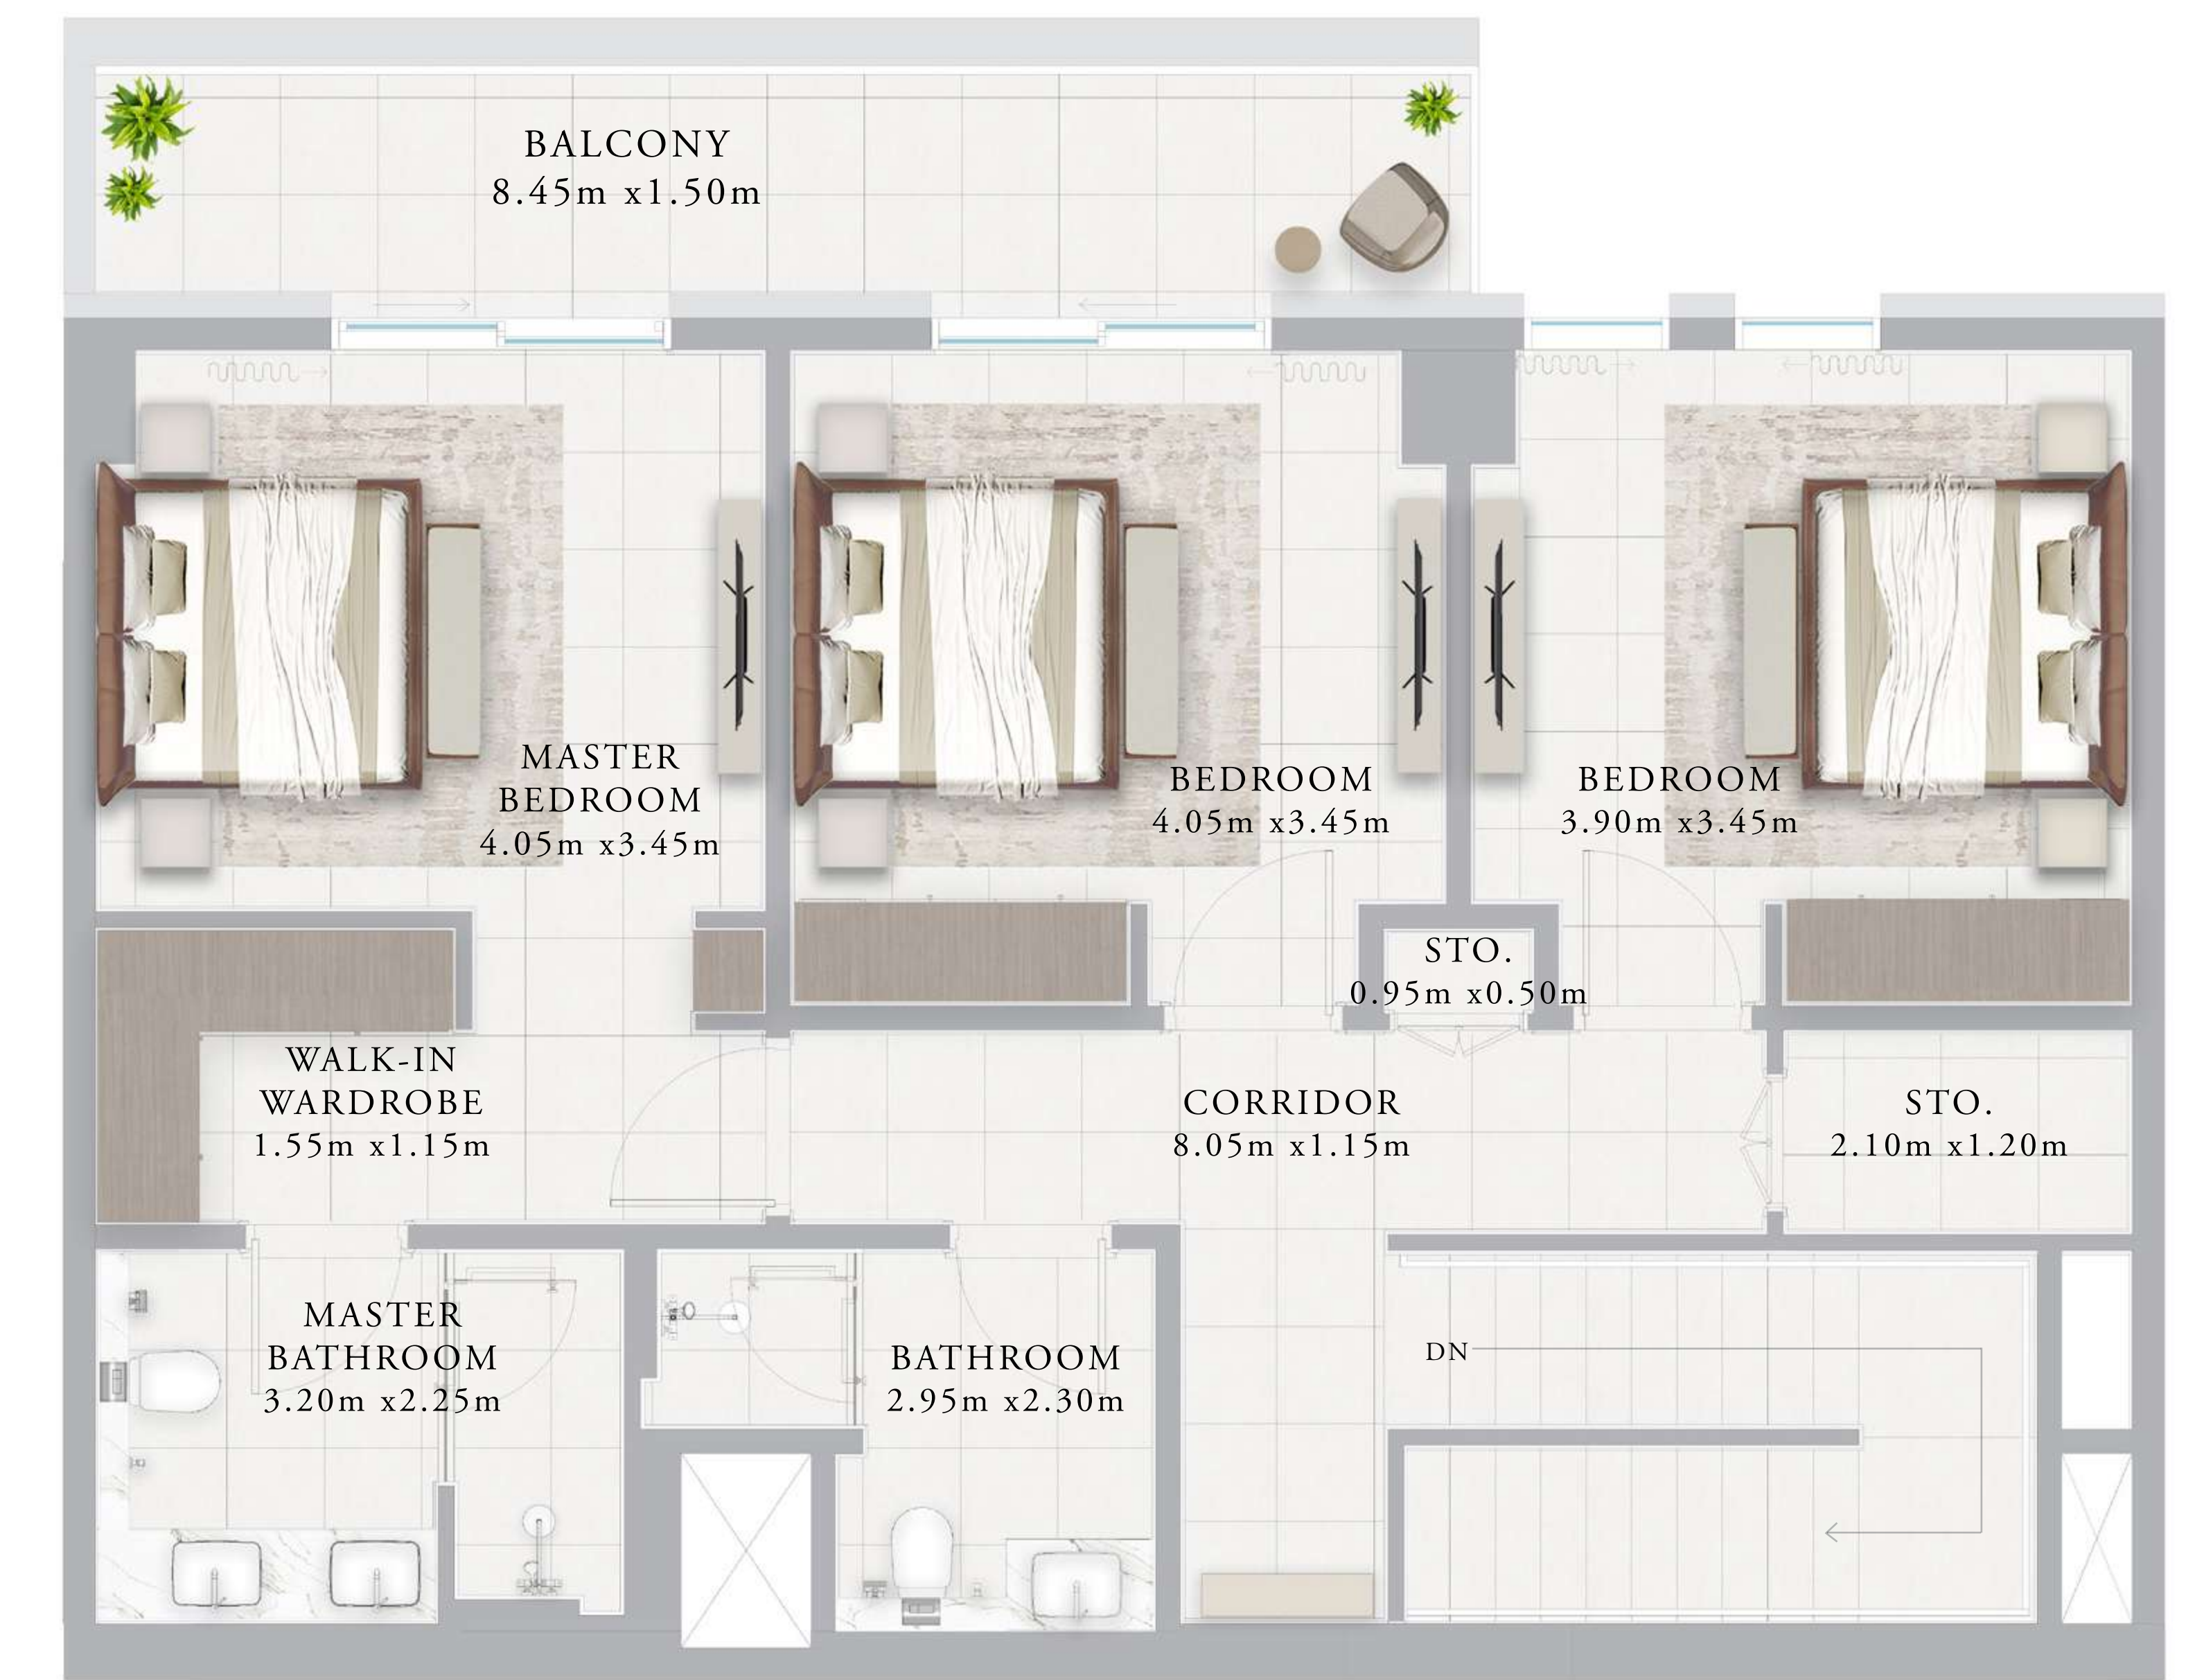 BALCONY
8.45m x1.50m
MASTER
BEDROOM
4.05m x3.45m
BEDROOM
4.05m x3.45m
BEDROOM
3.90m x3.45m
STO.
0.95m x0.50m
WALK-IN
WARDROBE
1.55m x1.15m
CORRIDOR
8.05m x1.15m
STO.
2.10m x1.20m
MASTER
BATHROOM
3.20m x2.25m
BATHROOM
2.95m x2.30m
DN